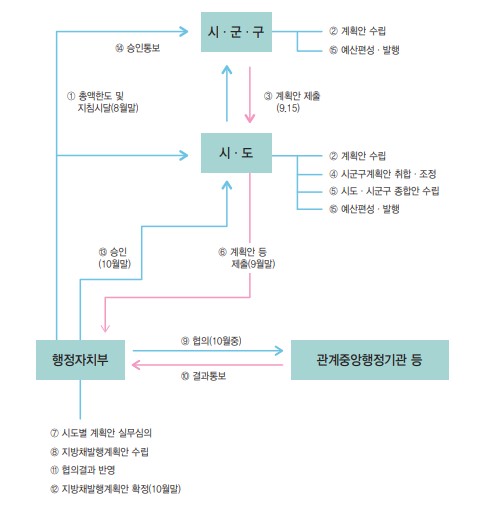 시 · 군 · 구
② 계획안 수립
⑮ 예산편성 · 발행
⑭ 승인통보
① 총액한도 및
지침시달(8월말)
③ 계획안 제출
(9.15)
시 · 도
② 계획안 수립
④ 시군구계획안 취합 · 조정
⑤ 시도 · 시군구 종합안 수립
⑮ 예산편성 · 발행
⑬ 승인
(10월말)
⑥ 계획안 등
제출(9월말)
행정자치부
⑨ 협의(10월중)
⑩ 결과통보
관계중앙행정기관 등
⑦ 시도별 계획안 실무심의
⑧ 지방채발행계획안 수립
⑪ 협의결과 반영
⑫ 지방채발행계획안 확정(10월말)